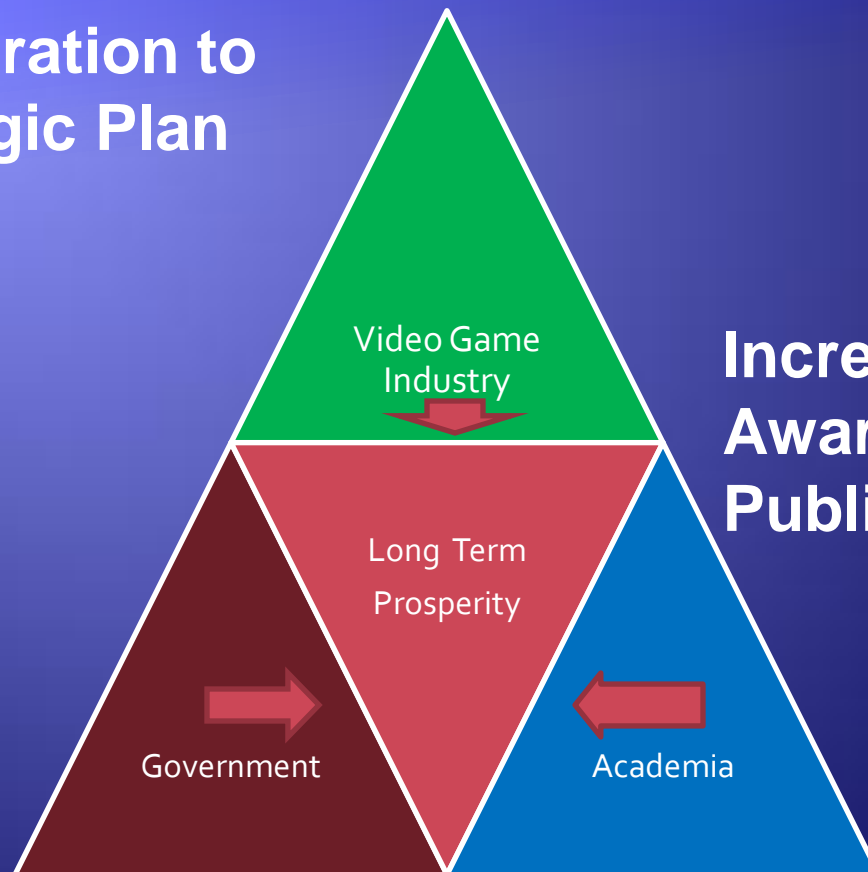 ration to
gic Plan
Video Game
Industry
Incre
Awar
Publi
Long Term
Prosperity
Government
Academia